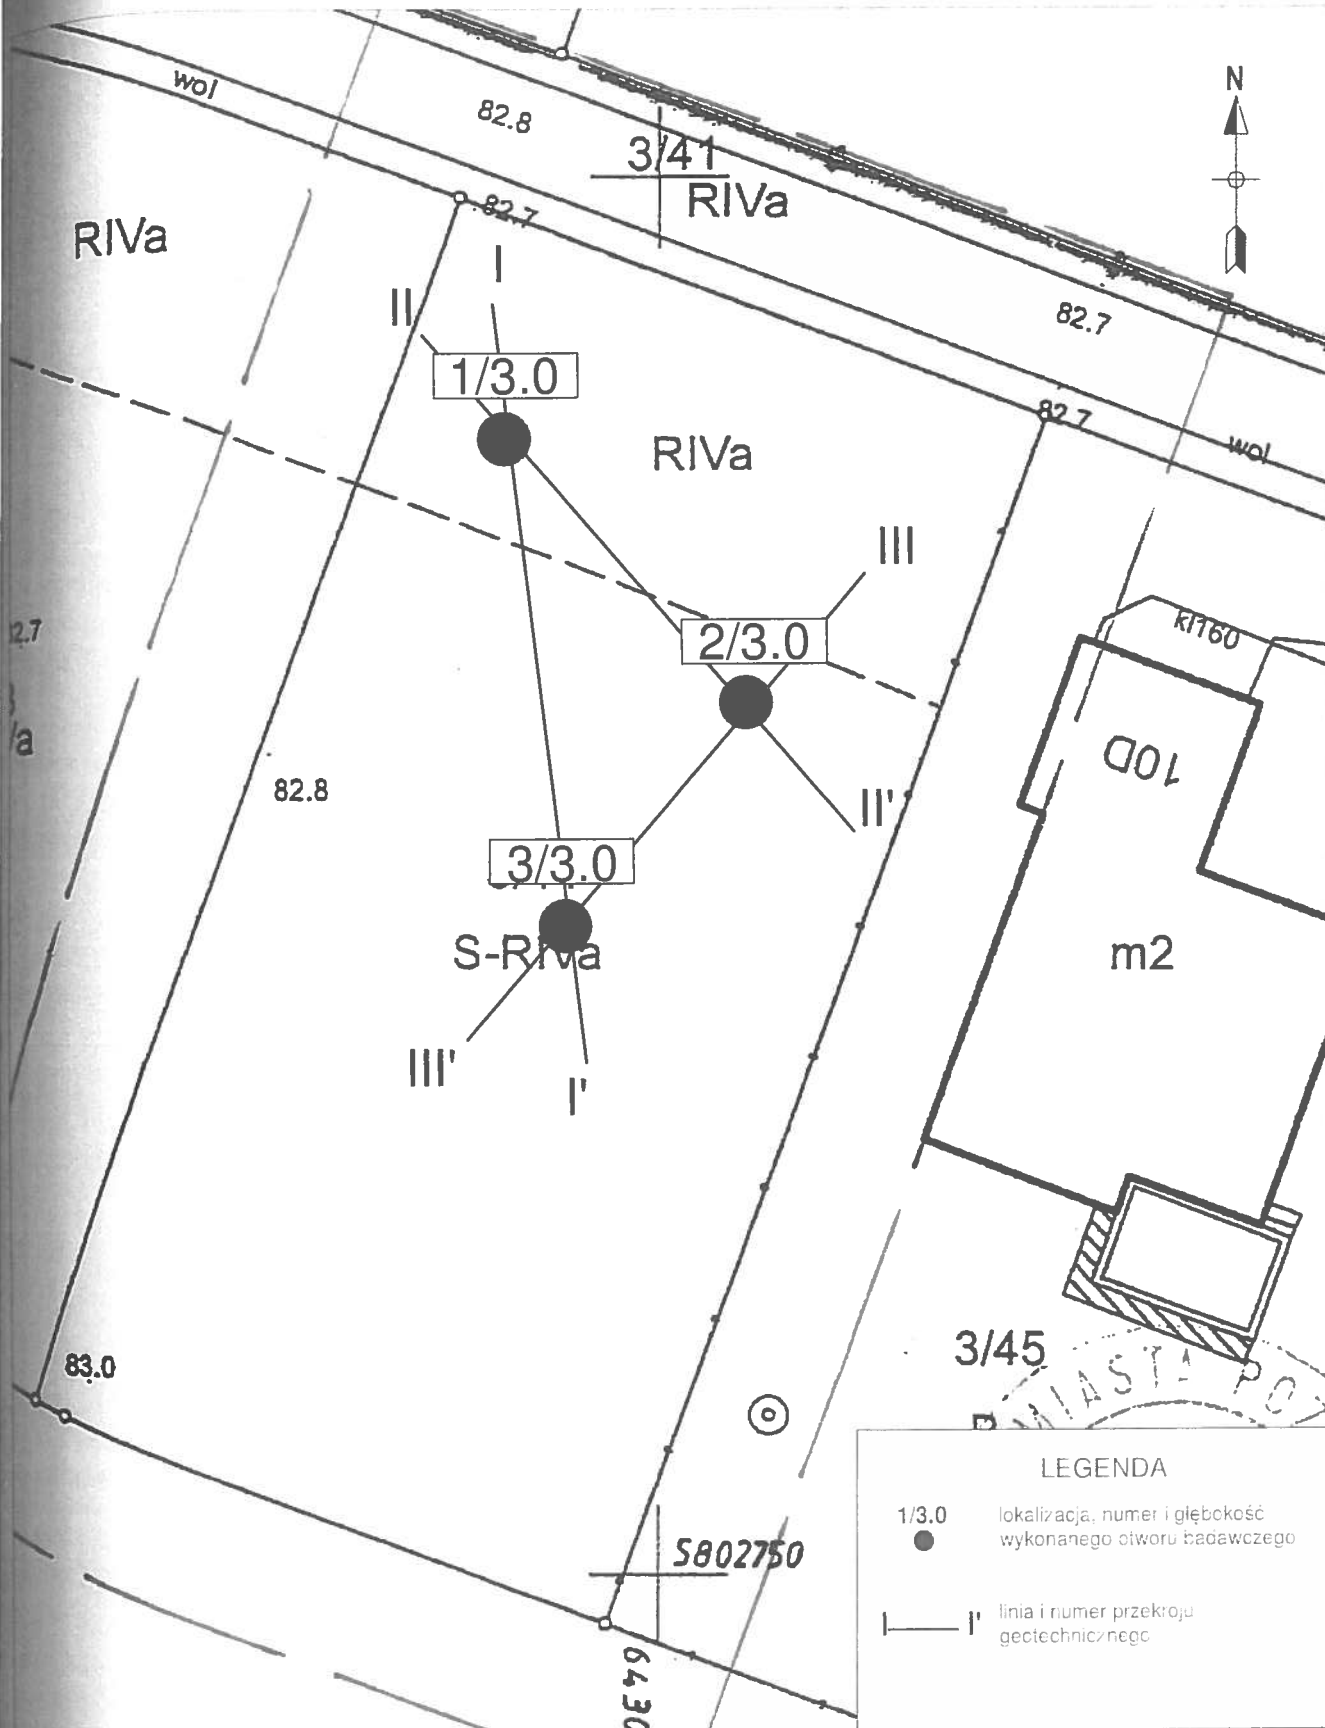 wol
82.8
N
3/41
RIVa
82.7
RIVa
I
II
82.7
1/3.0
82.7
RIVa
wol
III
kl160
2/3.0
10D
82.8
II'
3/3.0
S-RIVa
m2
III'
I'
83.0
3/45
MIASTA PO
LEGENDA
1/3.0
lokalizacja, numer i głębokość
wykonanego otworu badawczego
5802750
I I'
linia i numer przekroju
geotechnicznego
6430